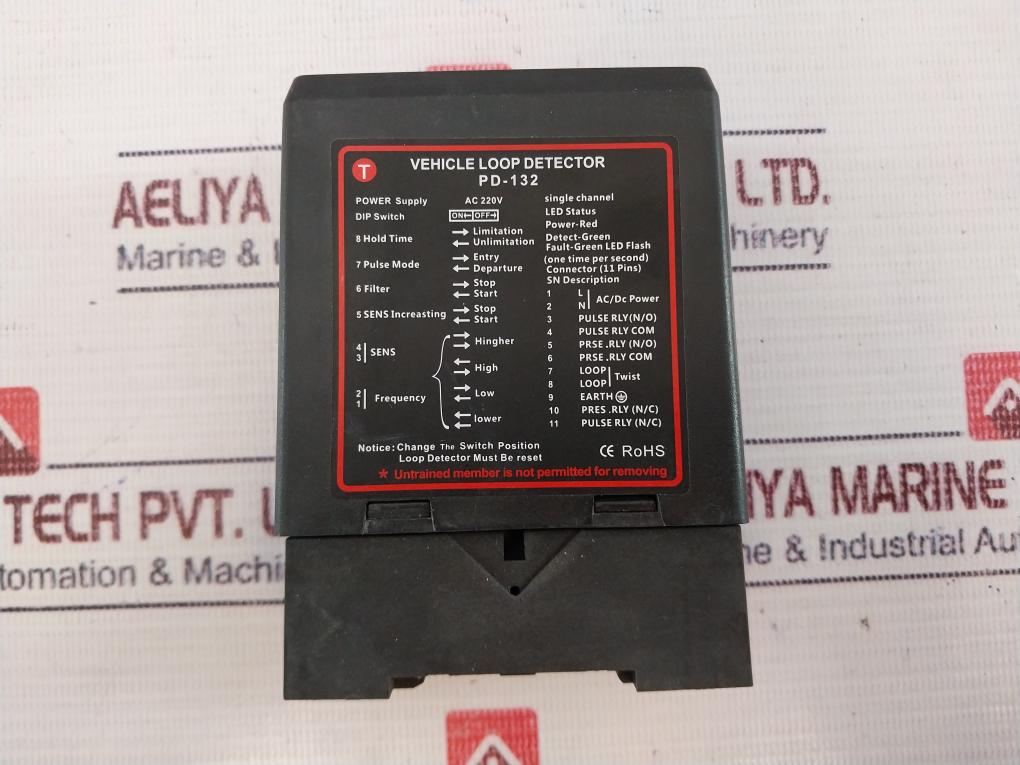 AELIYA LTD.
Marine & hinery
TECH PVT. IYA MARINE
tomation & Machi e & Industrial Au
T
VEHICLE LOOP DETECTOR
PD-132
POWER Supply AC 220V
DIP Switch ON← OFF→
8 Hold Time → Limitation
← Unlimitation
7 Pulse Mode → Entry
← Departure
6 Filter → Stop
← Start
5 SENS Increasting → Stop
← Start
4
3 SENS
2
1 Frequency
→ → Hingher
← → High
→ ← Low
← ← lower
single channel
LED Status
Power-Red
Detect-Green
Fault-Green LED Flash
(one time per second)
Connector (11 Pins)
SN Description
1 L
2 N AC/Dc Power
3 PULSE RLY(N/O)
4 PULSE RLY COM
5 PRSE .RLY (N/O)
6 PRSE .RLY COM
7 LOOP
8 LOOP Twist
9 EARTH
10 PRES .RLY (N/C)
11 PULSE RLY (N/C)
Notice: Change The Switch Position
Loop Detector Must Be reset
CE RoHS
* Untrained member is not permitted for removing